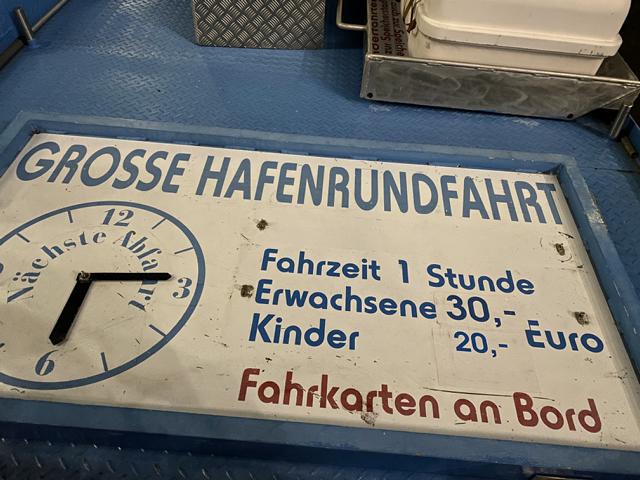 GROSSE HAFENRUNDFAHRT
12
Nächste Abfahrt
3
6
Fahrzeit 1 Stunde
Erwachsene 30,- Euro
Kinder 20,-
Fahrkarten an Bord